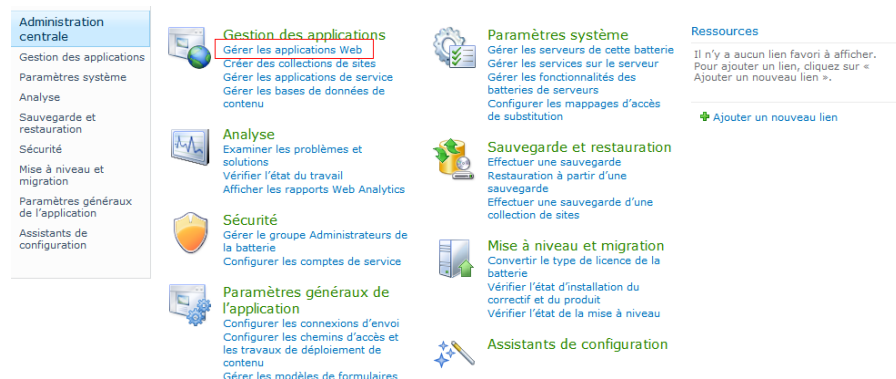 Administration
centrale
Gestion des applications
Paramètres système
Analyse
Sauvegarde et
restauration
Sécurité
Mise à niveau et
migration
Paramètres généraux
de l'application
Assistants de
configuration
Gestion des applications
Gérer les applications Web
Créer des collections de sites
Gérer les applications de service
Gérer les bases de données de
contenu
Analyse
Examiner les problèmes et
solutions
Vérifier l'état du travail
Afficher les rapports Web Analytics
Sécurité
Gérer le groupe Administrateurs de
la batterie
Configurer les comptes de service
Paramètres généraux de
l'application
Configurer les connexions d'envoi
Configurer les chemins d'accès et
les travaux de déploiement de
contenu
Gérer les modèles de formulaires
Paramètres système
Gérer les serveurs de cette batterie
Gérer les services sur le serveur
Gérer les fonctionnalités des
batteries de serveurs
Configurer les mappages d'accès
de substitution
Sauvegarde et restauration
Effectuer une sauvegarde
Restauration à partir d'une
sauvegarde
Effectuer une sauvegarde d'une
collection de sites
Mise à niveau et migration
Convertir le type de licence de la
batterie
Vérifier l'état d'installation du
correctif et du produit
Vérifier l'état de la mise à niveau
Assistants de configuration
Ressources
Il n'y a aucun lien favori à afficher.
Pour ajouter un lien, cliquez sur «
Ajouter un nouveau lien ».
Ajouter un nouveau lien